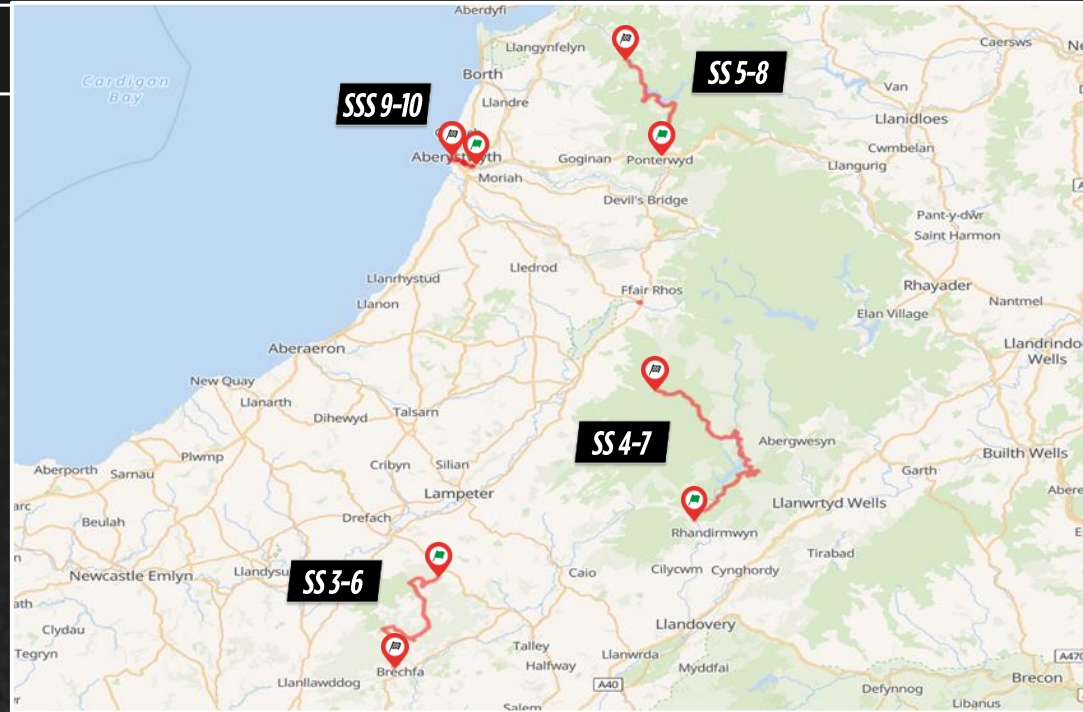 Aberdyfi
Llangynfelyn
Caersws
Cardigan
Bay
Borth
SS 5-8
Van
SSS 9-10
Llandre
Llanidloes
Cwmbelan
Aberystwyth
Goginan
Ponterwyd
Llangurig
Moriah
Devil's Bridge
Pant-y-dŵr
Saint Harmon
Lledrod
Llanrhystud
Ffair Rhos
Rhayader
Llanon
Nantmel
Elan Village
Aberaeron
Llandrindo
Wells
New Quay
Llanarth
Talsarn
Dihewyd
SS 4-7
Abergwesyn
Plwmp
Builth Wells
Aberporth
Sarnau
Cribyn
Silian
Garth
Lampeter
Llanwrtyd Wells
Beulah
Drefach
Rhandirmwyn
Tirabad
Newcastle Emlyn
Llandysu
SS 3-6
Caio
Cilycwm
Cynghordy
Clydau
Llandovery
Tegryn
Talley
Llanwrda
Halfway
Myddfai
A470
Brechfa
Llanllawddog
A40
Brecon
Defynnog
Libanus
Salem